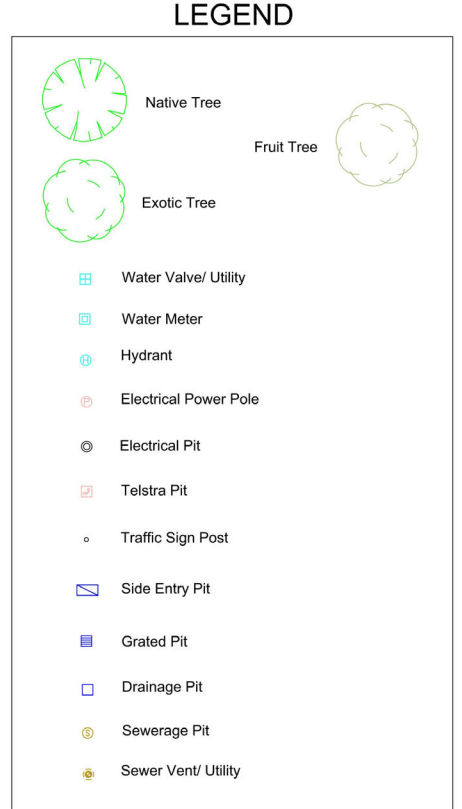 LEGEND
Native Tree
Fruit Tree
Exotic Tree
Water Valve/ Utility
Water Meter
H Hydrant
P Electrical Power Pole
Electrical Pit
Telstra Pit
Traffic Sign Post
Side Entry Pit
Grated Pit
Drainage Pit
S Sewerage Pit
Sewer Vent/ Utility